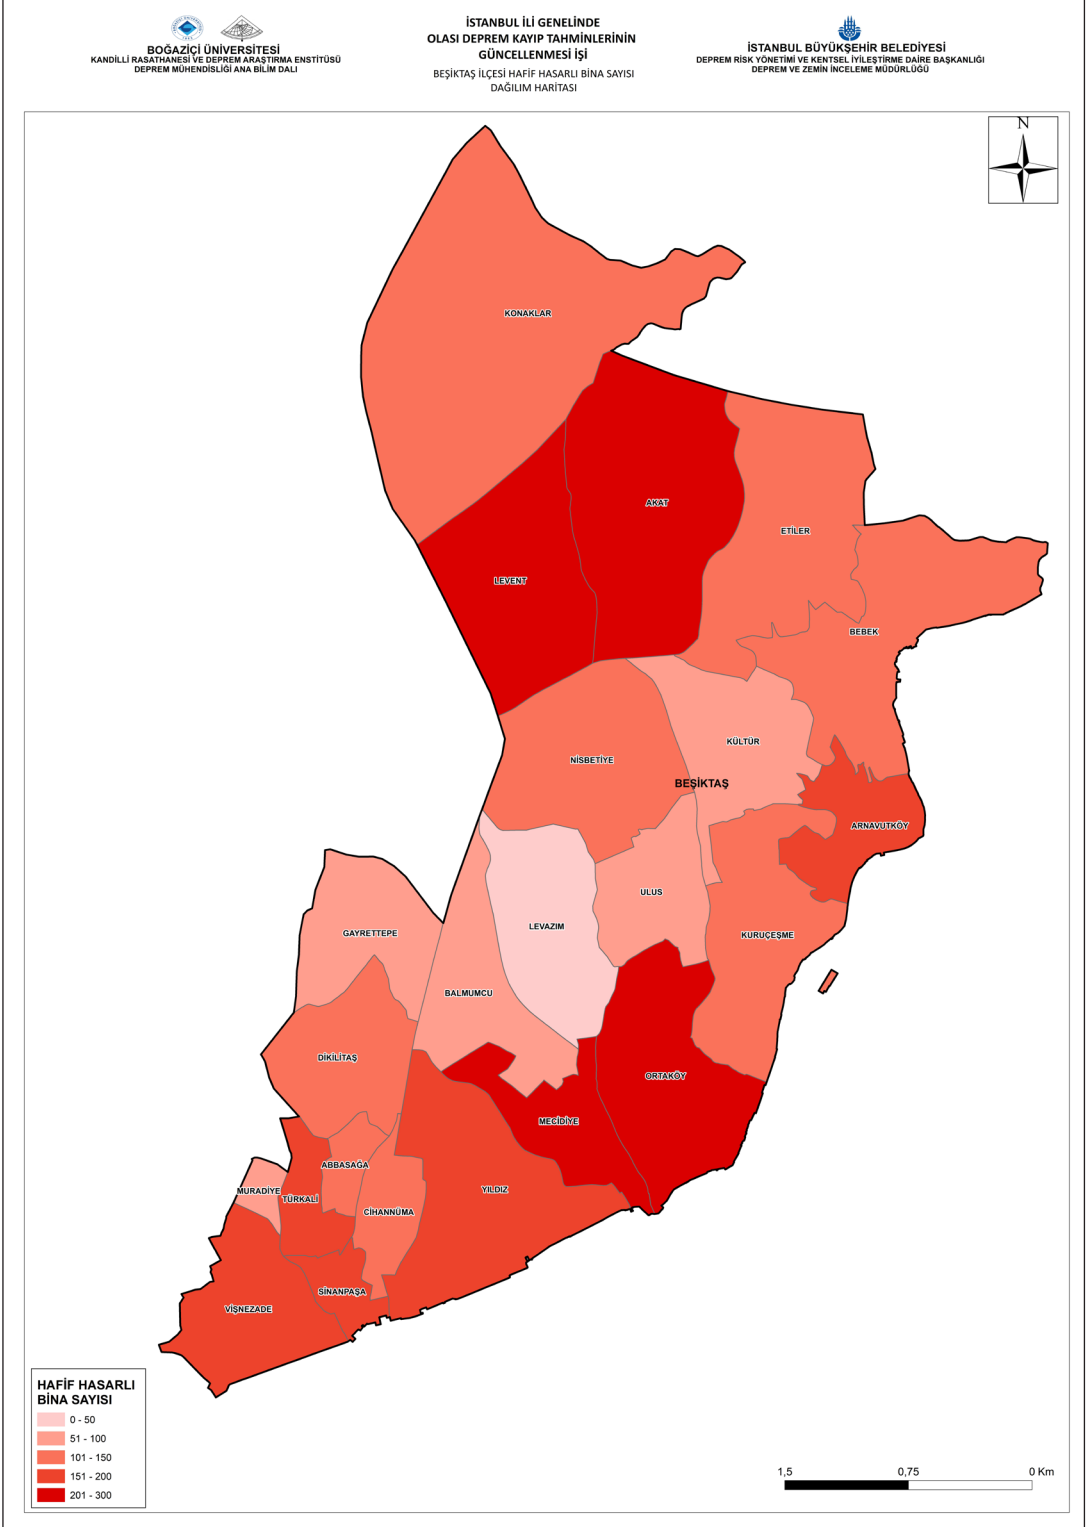 BOĞAZİÇİ ÜNİVERSİTESİ
KANDİLLİ RASATHANESİ VE DEPREM ARAŞTIRMA ENSTİTÜSÜ
DEPREM MÜHENDİSLİĞİ ANA BİLİM DALI
İSTANBUL İLİ GENELİNDE
OLASI DEPREM KAYIP TAHMİNLERİNİN
GÜNCELLENMESİ İŞİ
BEŞİKTAŞ İLÇESİ HAFİF HASARLI BİNA SAYISI
DAĞILIM HARİTASI
İSTANBUL BÜYÜKŞEHİR BELEDİYESİ
DEPREM RİSK YÖNETİMİ VE KENTSEL İYİLEŞTİRME DAİRE BAŞKANLIĞI
DEPREM VE ZEMİN İNCELEME MÜDÜRLÜĞÜ
N
KONAKLAR
AKAT
ETİLER
LEVENT
BEBEK
KÜLTÜR
NİSBETİYE
BEŞİKTAŞ
ARNAVUTKÖY
ULUS
LEVAZIM
GAYRETTEPE
KURUÇEŞME
BALMUMCU
DİKİLİTAŞ
ORTAKÖY
MECİDİYE
ABBASAĞA
MURADİYE
YILDIZ
TÜRKALİ
CİHANNÜMA
SİNANPAŞA
VİŞNEZADE
HAFİF HASARLI
BİNA SAYISI
0 - 50
51 - 100
101 - 150
151 - 200
201 - 300
1,5 0,75 0 Km